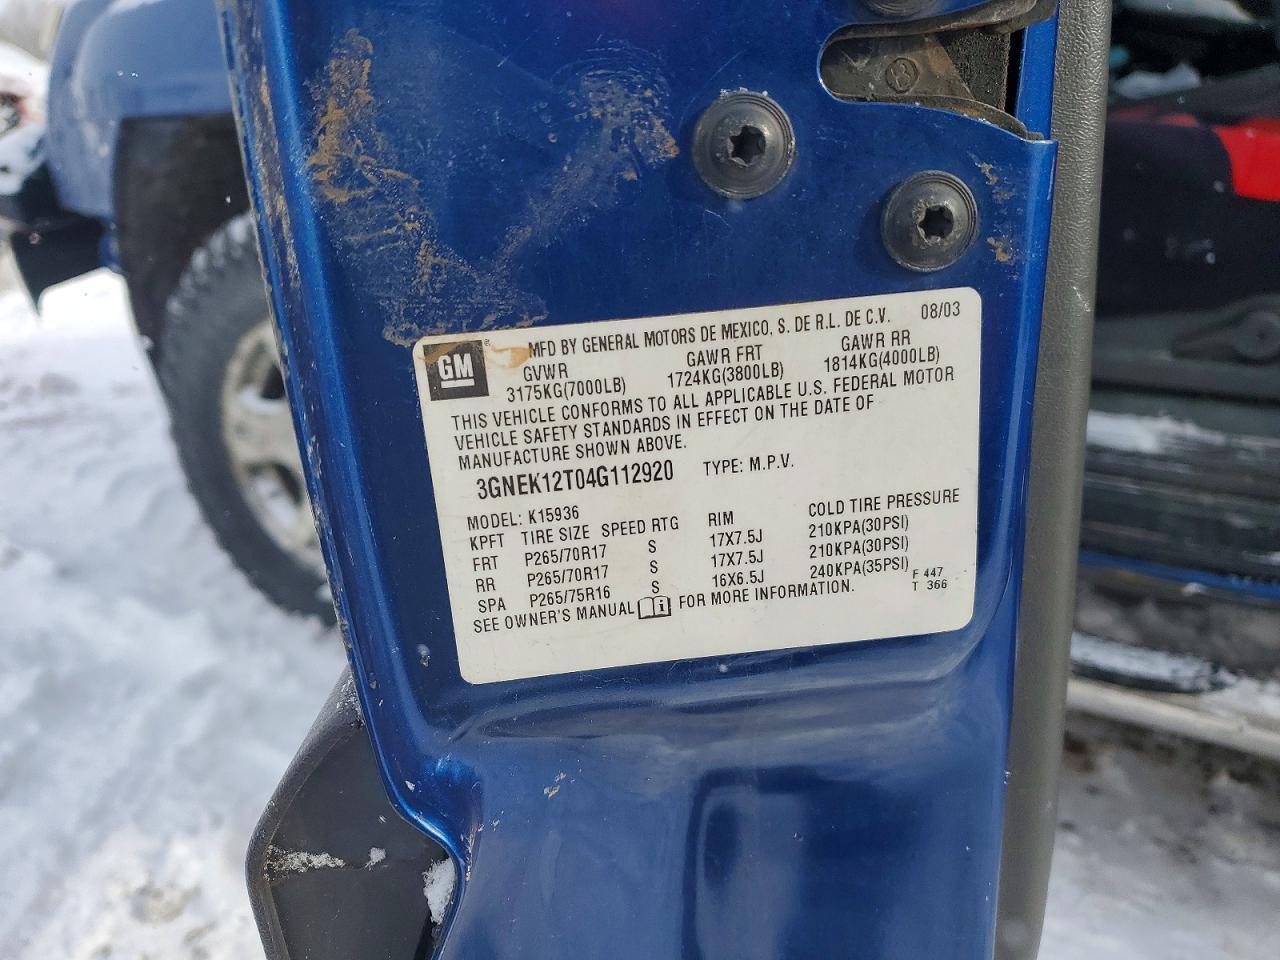 GM
®
MFD BY GENERAL MOTORS DE MEXICO, S. DE R.L. DE C.V. 08/03
GVWR GAWR FRT GAWR RR
3175KG(7000LB) 1724KG(3800LB) 1814KG(4000LB)
THIS VEHICLE CONFORMS TO ALL APPLICABLE U.S. FEDERAL MOTOR
VEHICLE SAFETY STANDARDS IN EFFECT ON THE DATE OF
MANUFACTURE SHOWN ABOVE.
3GNEK12T04G112920 TYPE: M.P.V.
MODEL: K15936
KPFT TIRE SIZE SPEED RTG RIM COLD TIRE PRESSURE
FRT P265/70R17 S 17X7.5J 210KPA(30PSI)
RR P265/70R17 S 17X7.5J 210KPA(30PSI)
SPA P265/75R16 S 16X6.5J 240KPA(35PSI)
SEE OWNER'S MANUAL i FOR MORE INFORMATION.
F 447
T 366